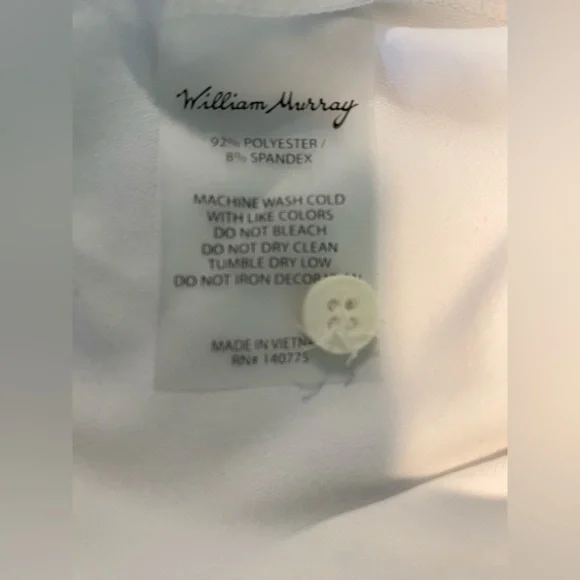 William Murray
92% POLYESTER /
8% SPANDEX
MACHINE WASH COLD
WITH LIKE COLORS
DO NOT BLEACH
DO NOT DRY CLEAN
TUMBLE DRY LOW
DO NOT IRON
MADE IN
RN# 140775